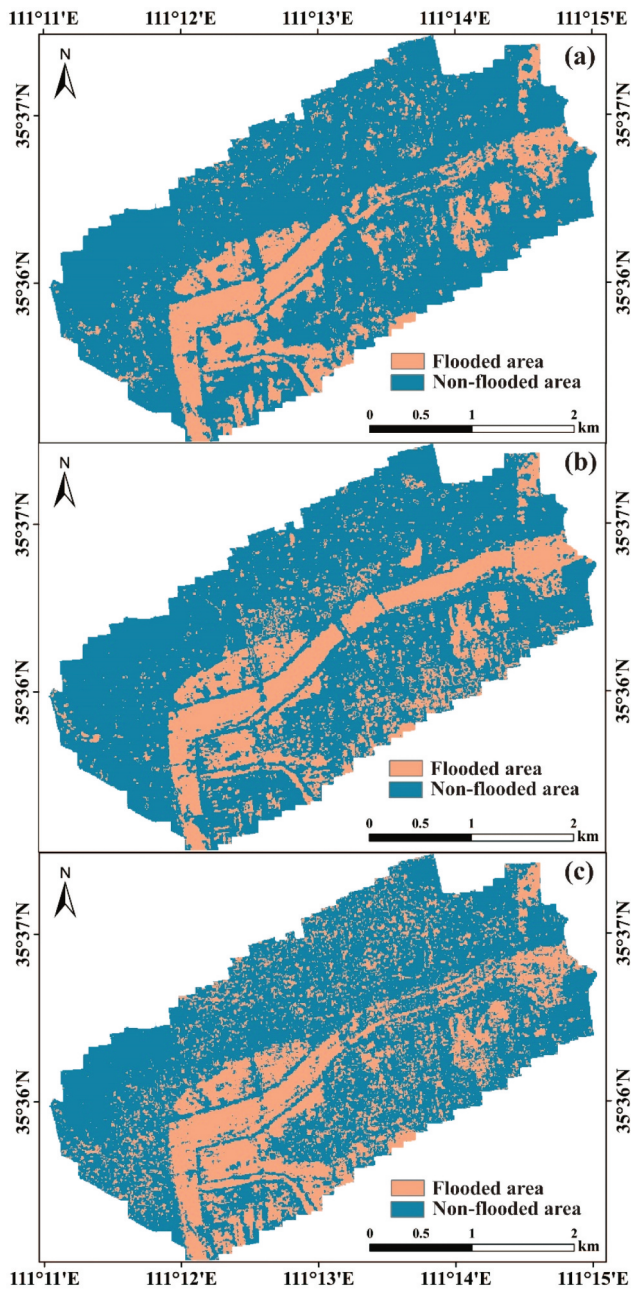 111°11'E 111°12'E 111°13'E 111°14'E 111°15'E
N
(a)
35°37'N
35°37'N
35°36'N
35°36'N
Flooded area
Non-flooded area
0 0.5 1 2
km
N
(b)
35°37'N
35°37'N
35°36'N
35°36'N
Flooded area
Non-flooded area
0 0.5 1 2
km
N
(c)
35°37'N
35°37'N
35°36'N
35°36'N
Flooded area
Non-flooded area
0 0.5 1 2
km
111°11'E 111°12'E 111°13'E 111°14'E 111°15'E